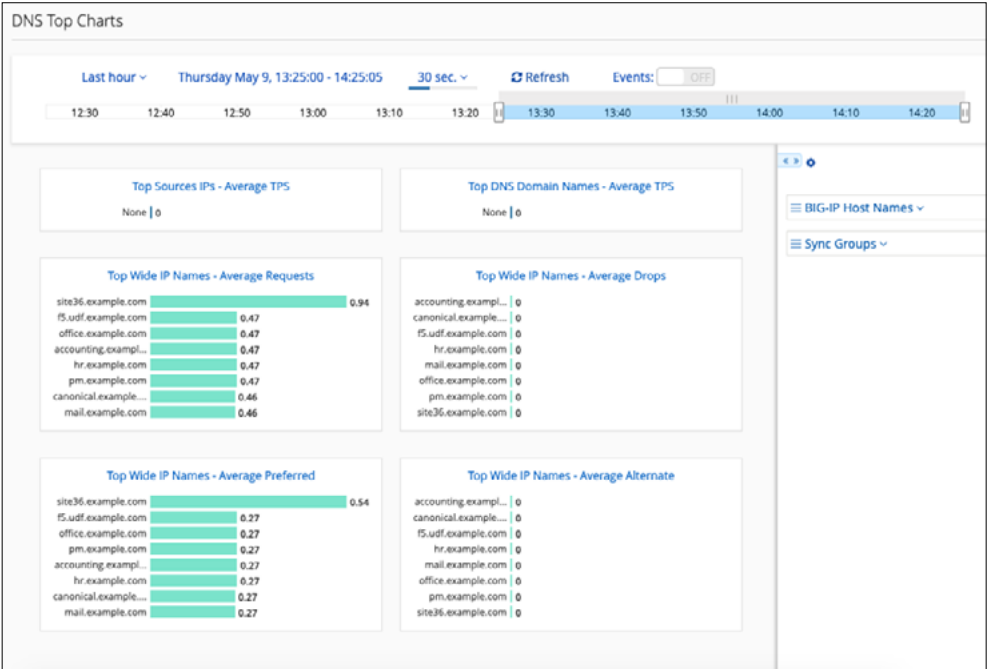 DNS Top Charts
Last hour Thursday May 9, 13:25:00 - 14:25:05 30 sec. Refresh Events: OFF
12:30 12:40 12:50 13:00 13:10 13:20 13:30 13:40 13:50 14:00 14:10 14:20
Top Sources IPs - Average TPS
None 0
Top DNS Domain Names - Average TPS
None 0
BIG-IP Host Names
Sync Groups
Top Wide IP Names - Average Requests
site36.example.com 0.94
f5.udf.example.com 0.47
office.example.com 0.47
accounting.exampl... 0.47
hr.example.com 0.47
pm.example.com 0.47
canonical.example.... 0.46
mail.example.com 0.46
Top Wide IP Names - Average Drops
accounting.exampl... 0
canonical.example.... 0
f5.udf.example.com 0
hr.example.com 0
mail.example.com 0
office.example.com 0
pm.example.com 0
site36.example.com 0
Top Wide IP Names - Average Preferred
site36.example.com 0.54
f5.udf.example.com 0.27
office.example.com 0.27
pm.example.com 0.27
accounting.exampl... 0.27
hr.example.com 0.27
canonical.example.... 0.27
mail.example.com 0.27
Top Wide IP Names - Average Alternate
accounting.exampl... 0
canonical.example.... 0
f5.udf.example.com 0
hr.example.com 0
mail.example.com 0
office.example.com 0
pm.example.com 0
site36.example.com 0